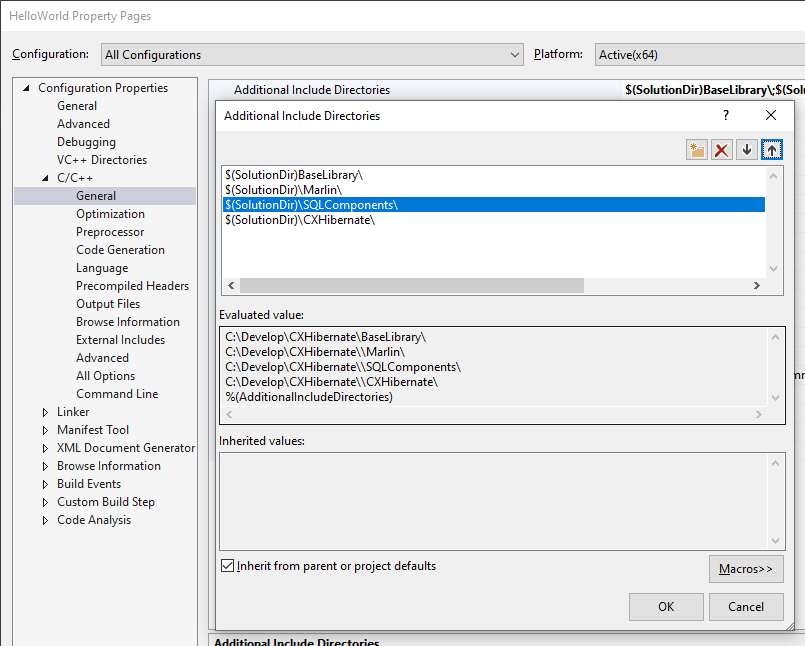 HelloWorld Property Pages
Configuration: All Configurations Platform: Active(x64)
Configuration Properties
General
Advanced
Debugging
VC++ Directories
C/C++
General
Optimization
Preprocessor
Code Generation
Language
Precompiled Headers
Output Files
Browse Information
External Includes
Advanced
All Options
Command Line
Linker
Manifest Tool
XML Document Generator
Browse Information
Build Events
Custom Build Step
Code Analysis
Additional Include Directories $(SolutionDir)BaseLibrary\;$(Sol
Additional Include Directories ?
$(SolutionDir)BaseLibrary\
$(SolutionDir)\Marlin\
$(SolutionDir)\SQLComponents\
$(SolutionDir)\CXHibernate\
Evaluated value:
C:\Develop\CXHibernate\BaseLibrary\
C:\Develop\CXHibernate\\Marlin\
C:\Develop\CXHibernate\\SQLComponents\
C:\Develop\CXHibernate\\CXHibernate\
%(AdditionalIncludeDirectories)
Inherited values:
Inherit from parent or project defaults
Macros>>
OK Cancel
Additional Include Directories